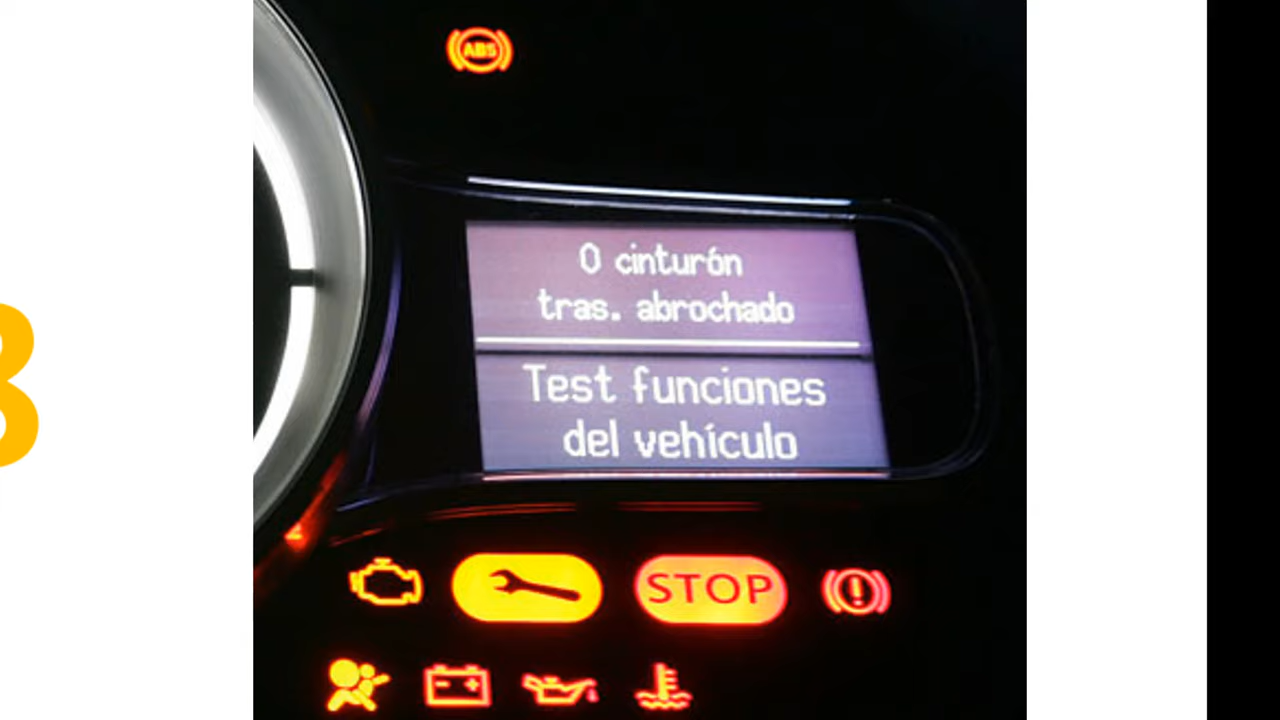 ABS
0 cinturón
tras. abrochado
Test funciones
del vehículo
STOP